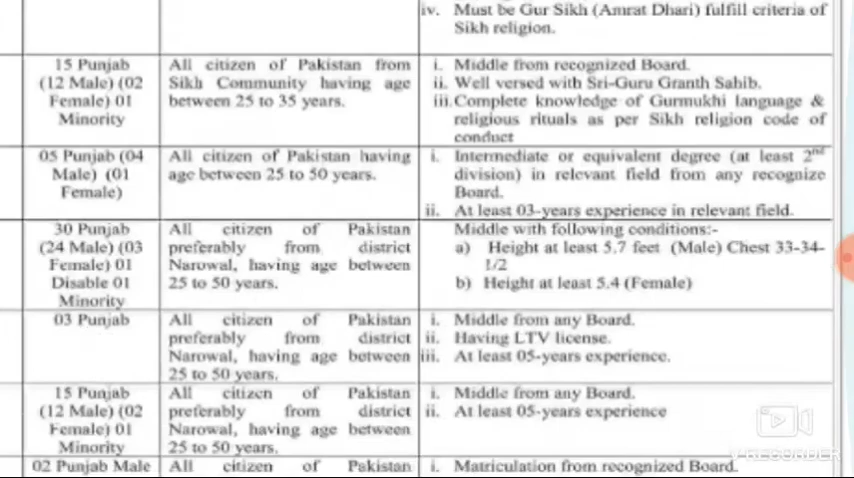 iv. Must be Gur Sikh (Amrat Dhari) fulfill criteria of
Sikh religion.
15 Punjab
(12 Male) (02
Female) 01
Minority
All citizen of Pakistan from
Sikh Community having age
between 25 to 35 years.
i. Middle from recognized Board.
ii. Well versed with Sri-Guru Granth Sahib.
iii. Complete knowledge of Gurmukhi language &
religious rituals as per Sikh religion code of
conduct
05 Punjab (04
Male) (01
Female)
All citizen of Pakistan having
age between 25 to 50 years.
i. Intermediate or equivalent degree (at least 2nd
division) in relevant field from any recognize
Board.
ii. At least 03-years experience in relevant field.
30 Punjab
(24 Male) (03
Female) 01
Disable 01
Minority
All citizen of Pakistan
preferably from district
Narowal, having age between
25 to 50 years.
Middle with following conditions:-
a) Height at least 5.7 feet (Male) Chest 33-34-
1/2
b) Height at least 5.4 (Female)
03 Punjab
All citizen of Pakistan
preferably from district
Narowal, having age between
25 to 50 years.
i. Middle from any Board.
ii. Having LTV license.
iii. At least 05-years experience.
15 Punjab
(12 Male) (02
Female) 01
Minority
All citizen of Pakistan
preferably from district
Narowal, having age between
25 to 50 years.
i. Middle from any Board.
ii. At least 05-years experience
02 Punjab Male
All citizen of Pakistan
i. Matriculation from recognized Board.
V RECORDER